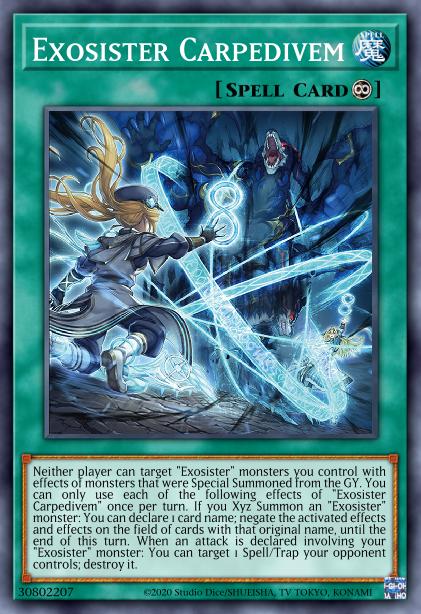 EXOSISTER CARPEDIVEM
SPELL
魔
[SPELL CARD♾]
Neither player can target "Exosister" monsters you control with
effects of monsters that were Special Summoned from the GY. You
can only use each of the following effects of "Exosister
Carpedivem" once per turn. If you Xyz Summon an "Exosister"
monster: You can declare 1 card name; negate the activated effects
and effects on the field of cards with that original name, until the
end of this turn. When an attack is declared involving your
"Exosister" monster: You can target 1 Spell/Trap your opponent
controls; destroy it.
30802207
©2020 Studio Dice/SHUEISHA, TV TOKYO, KONAMI